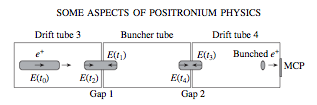 SOME ASPECTS OF POSITRONIUM PHYSICS
Drift tube 3 Buncher tube Drift tube 4
e⁺ E(t₁) E(t₃) Bunched e⁺
MCP
E(t₀) E(t₂) E(t₄)
Gap 1 Gap 2